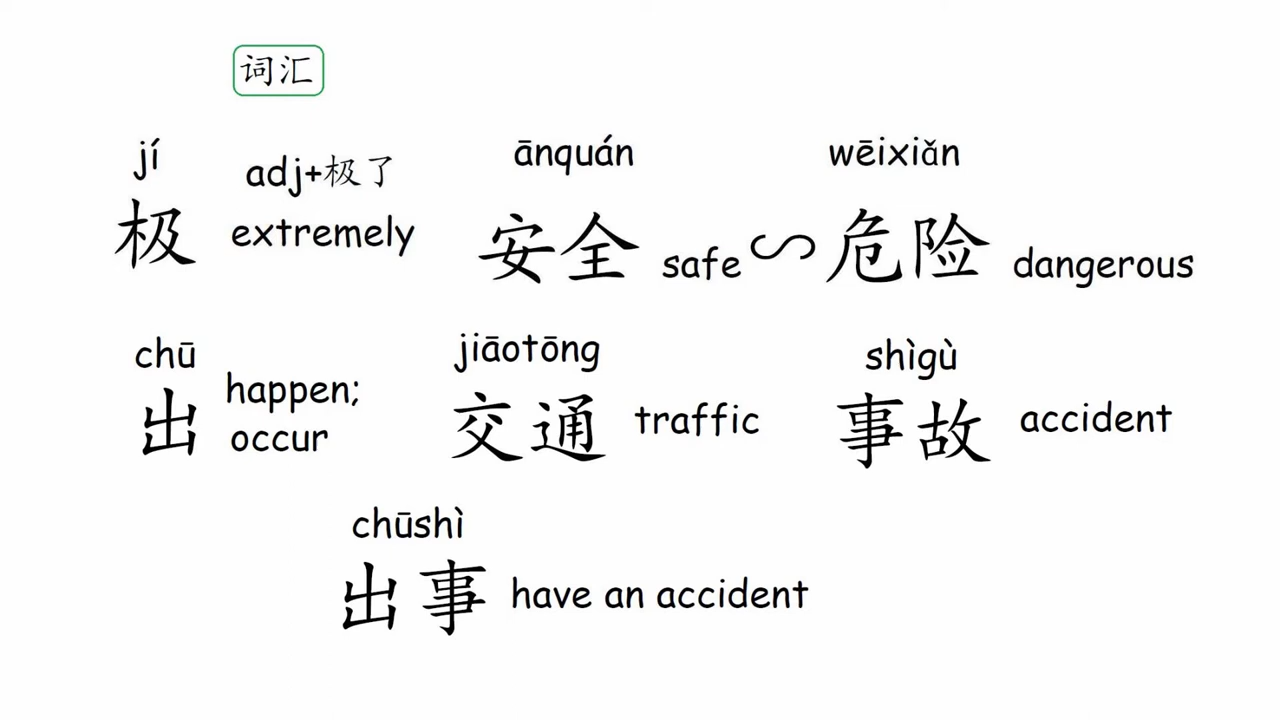 词汇
jí
adj+极了
极 extremely
ānquán
安全 safe
wēixiǎn
危险 dangerous
chū
出 happen;
occur
jiāotōng
交通 traffic
shìgù
事故 accident
chūshì
出事 have an accident